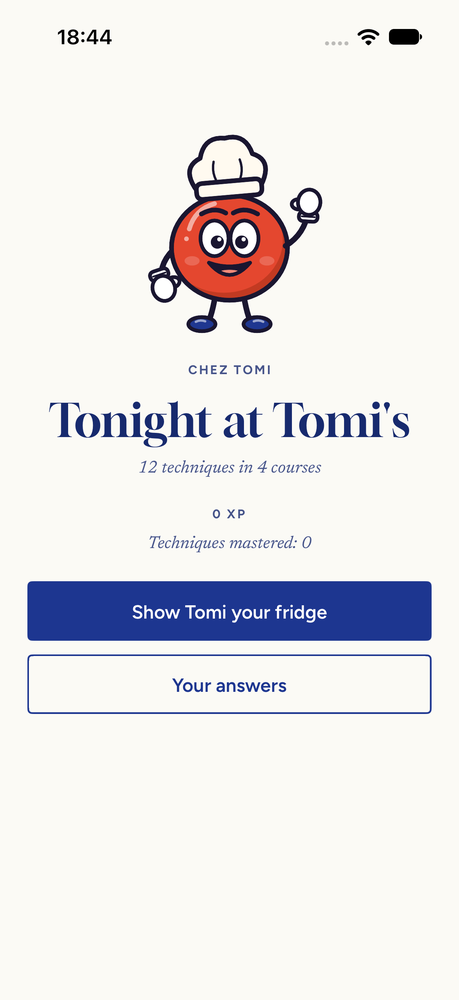 18:44
CHEZ TOMI
Tonight at Tomi's
12 techniques in 4 courses
0 XP
Techniques mastered: 0
Show Tomi your fridge
Your answers